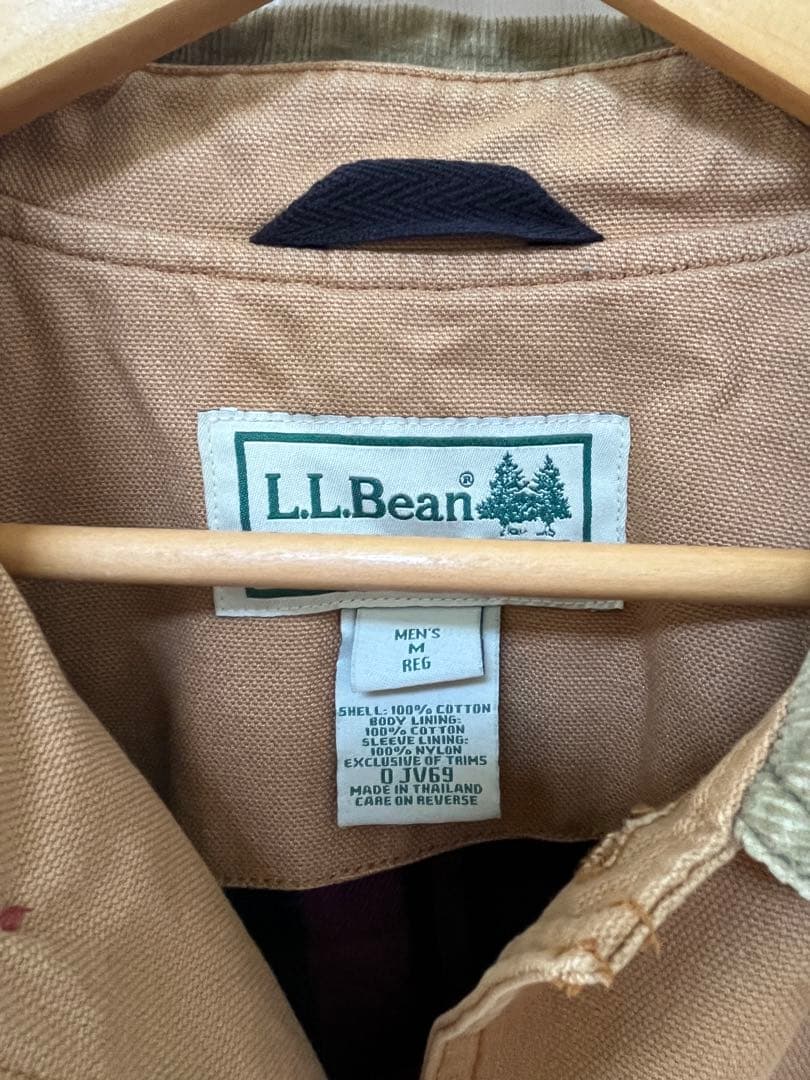 L.L.Bean®
MEN'S
M
REG
SHELL: 100% COTTON
BODY LINING:
100% COTTON
SLEEVE LINING:
100% NYLON
EXCLUSIVE OF TRIMS
0 JV69
MADE IN THAILAND
CARE ON REVERSE